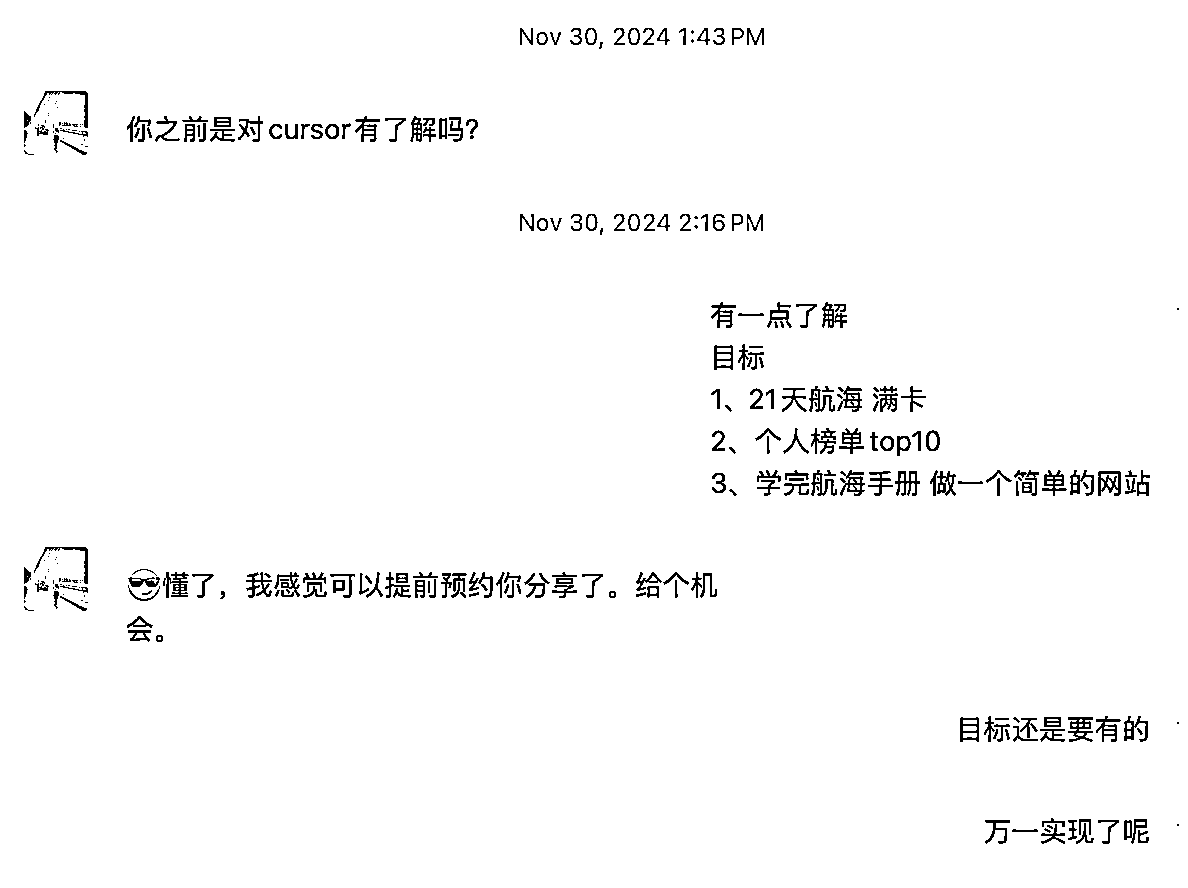 Nov 30, 2024 1:43 PM
你之前是对cursor有了解吗？
Nov 30, 2024 2:16 PM
有一点了解
目标
1、21天航海 满卡
2、个人榜单top10
3、学完航海手册 做一个简单的网站
😎懂了，我感觉可以提前预约你分享了。给个机
会。
目标还是要有的
万一实现了呢